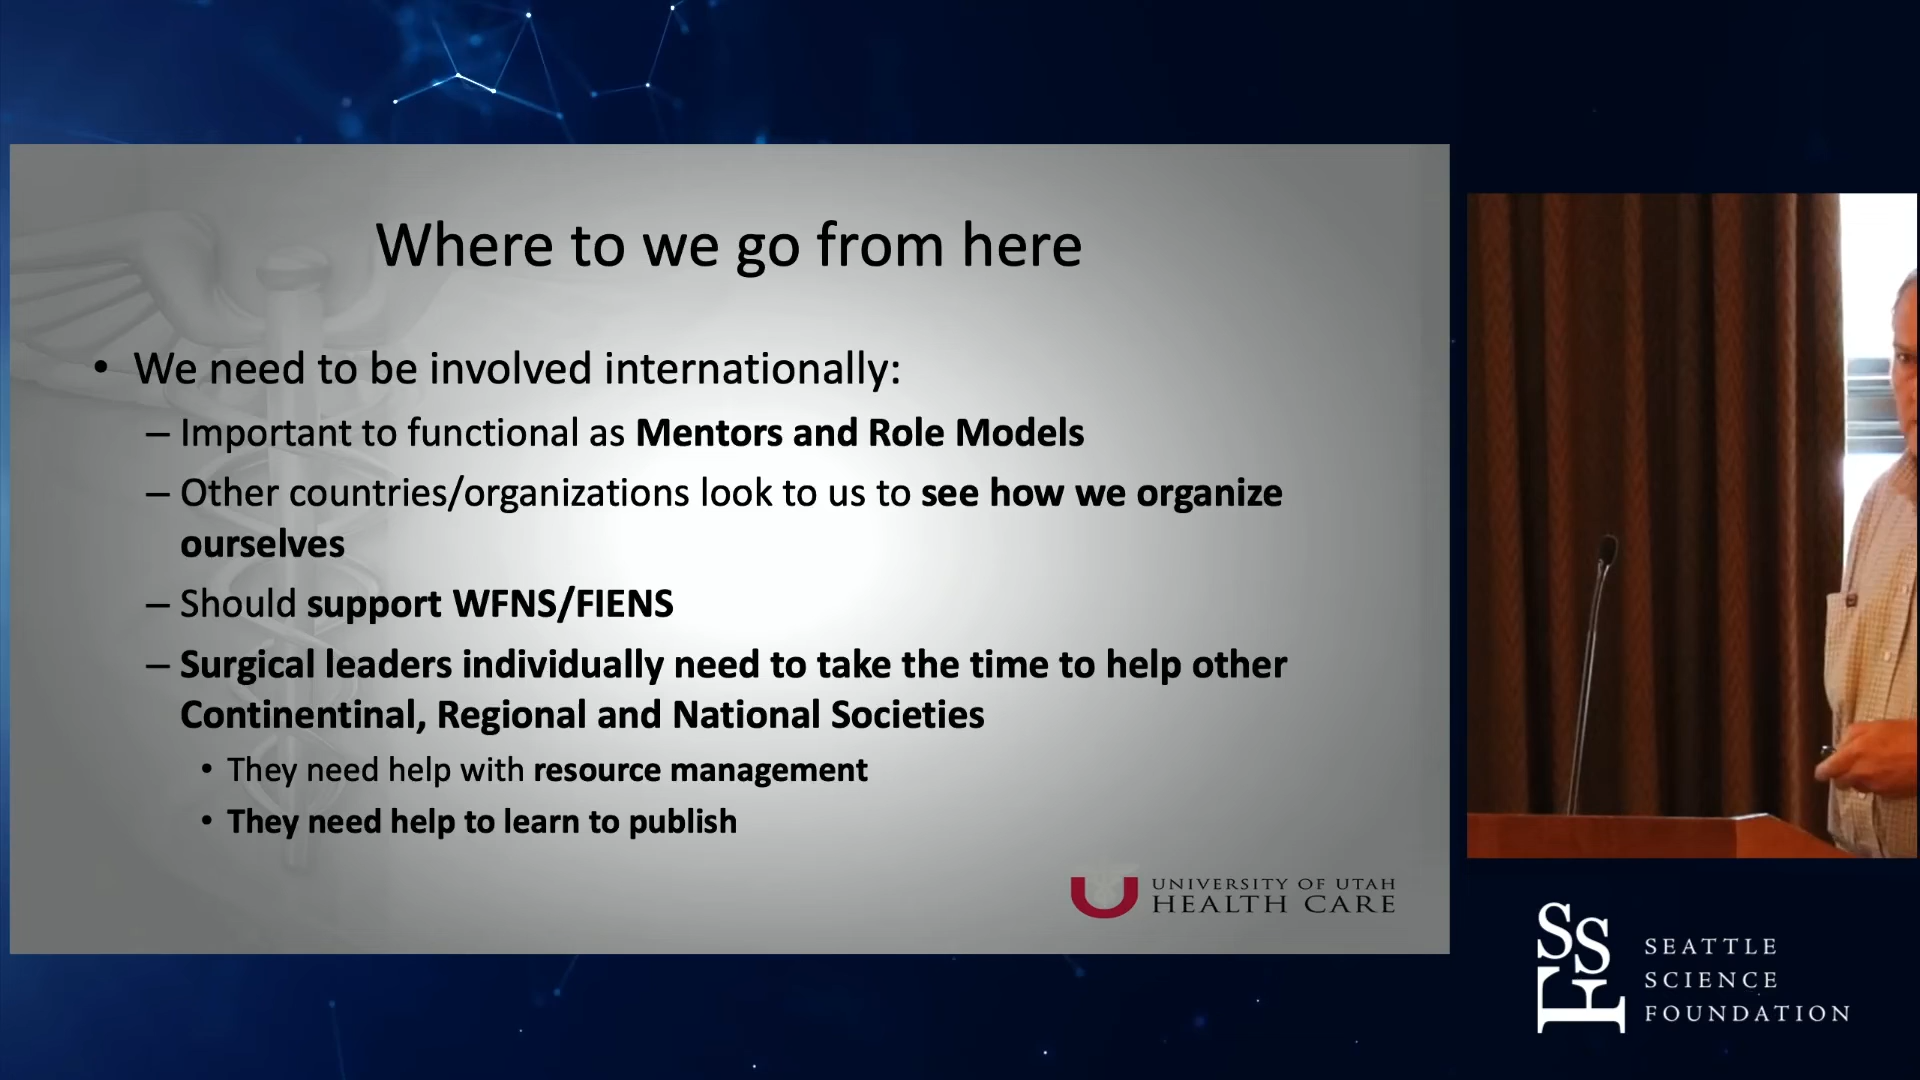 Where to we go from here
• We need to be involved internationally:
– Important to functional as Mentors and Role Models
– Other countries/organizations look to us to see how we organize
ourselves
– Should support WFNS/FIENS
– Surgical leaders individually need to take the time to help other
Continentinal, Regional and National Societies
• They need help with resource management
• They need help to learn to publish
U UNIVERSITY OF UTAH
HEALTH CARE
SSF
SEATTLE
SCIENCE
FOUNDATION